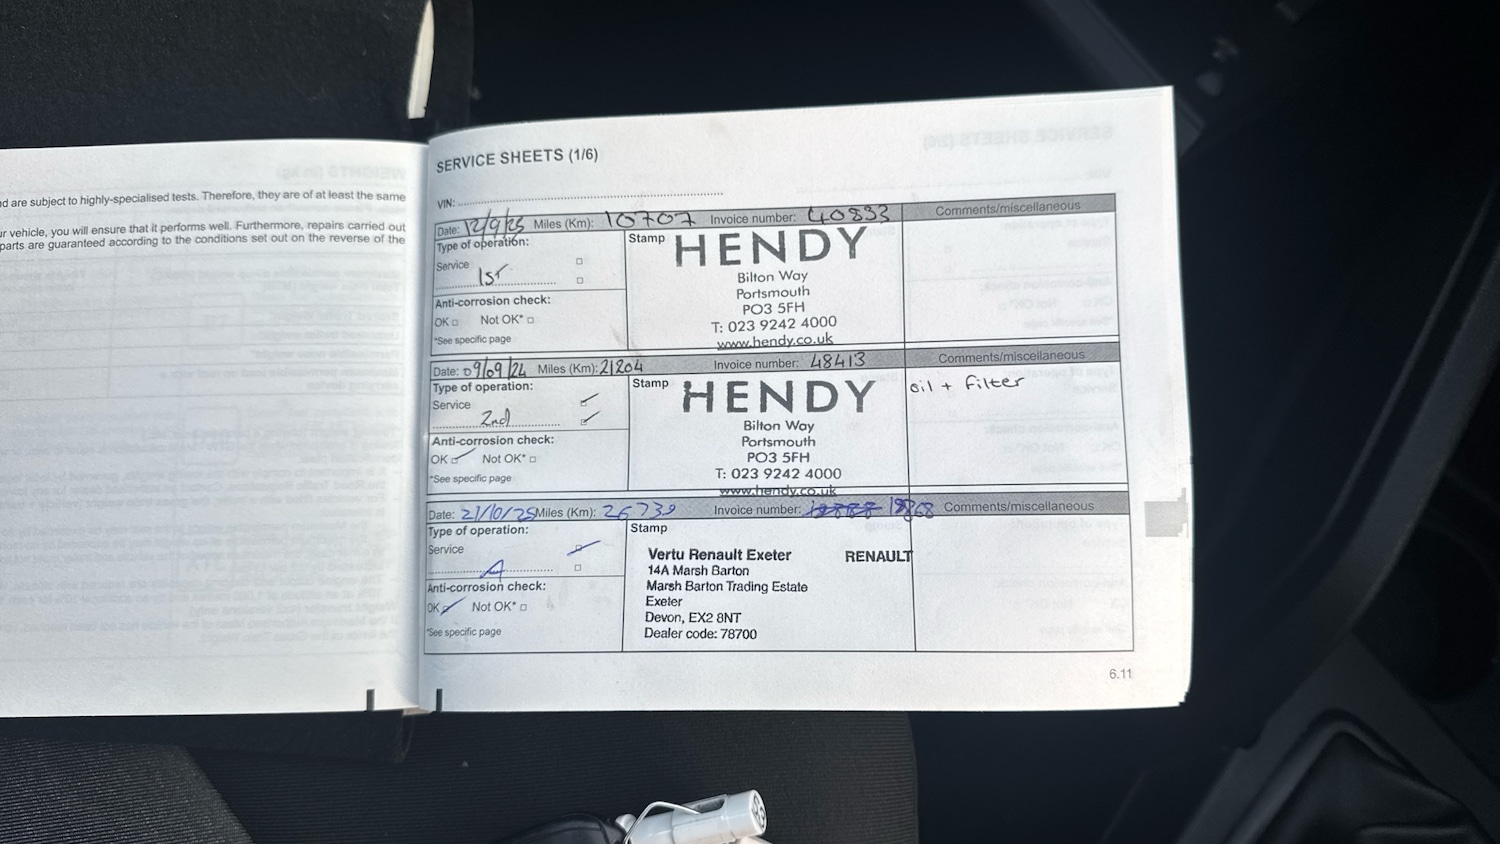 nd are subject to highly-specialised tests. Therefore, they are of at least the same
ur vehicle, you will ensure that it performs well. Furthermore, repairs carried out
parts are guaranteed according to the conditions set out on the reverse of the
SERVICE SHEETS (1/6)
VIN:
Date: 12/9/23 Miles (Km): 10707 Invoice number: 40833 Comments/miscellaneous
Type of operation:
Service
1st
Anti-corrosion check:
OK Not OK*
*See specific page
Stamp
HENDY
Bilton Way
Portsmouth
PO3 5FH
T: 023 9242 4000
www.hendy.co.uk
Date: 09/09/24 Miles (Km): 21204 Invoice number: 48413 Comments/miscellaneous
Type of operation:
Service
2nd
Anti-corrosion check:
OK Not OK*
*See specific page
Stamp
HENDY
Bilton Way
Portsmouth
PO3 5FH
T: 023 9242 4000
www.hendy.co.uk
oil + filter
Date: 21/10/25 Miles (Km): 26739 Invoice number: Comments/miscellaneous
Type of operation:
Service
A
Anti-corrosion check:
OK Not OK*
*See specific page
Stamp
Vertu Renault Exeter RENAULT
14A Marsh Barton
Marsh Barton Trading Estate
Exeter
Devon, EX2 8NT
Dealer code: 78700
6.11